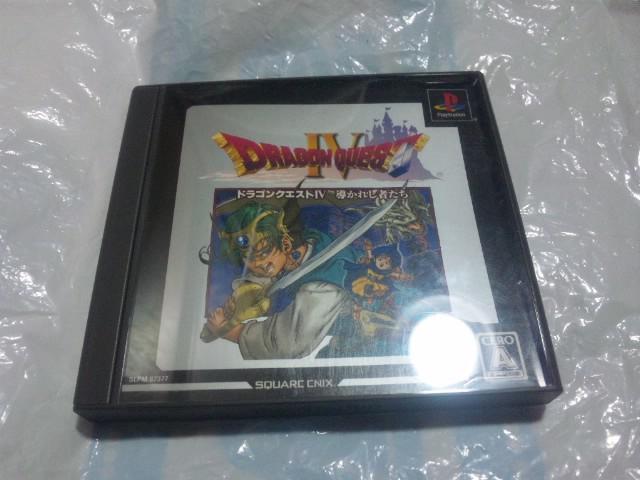 PlayStation
DRAGON QUEST
IV
ドラゴンクエストIV 導かれし者たち
CERO
A
SLPM 87377
SQUARE ENIX